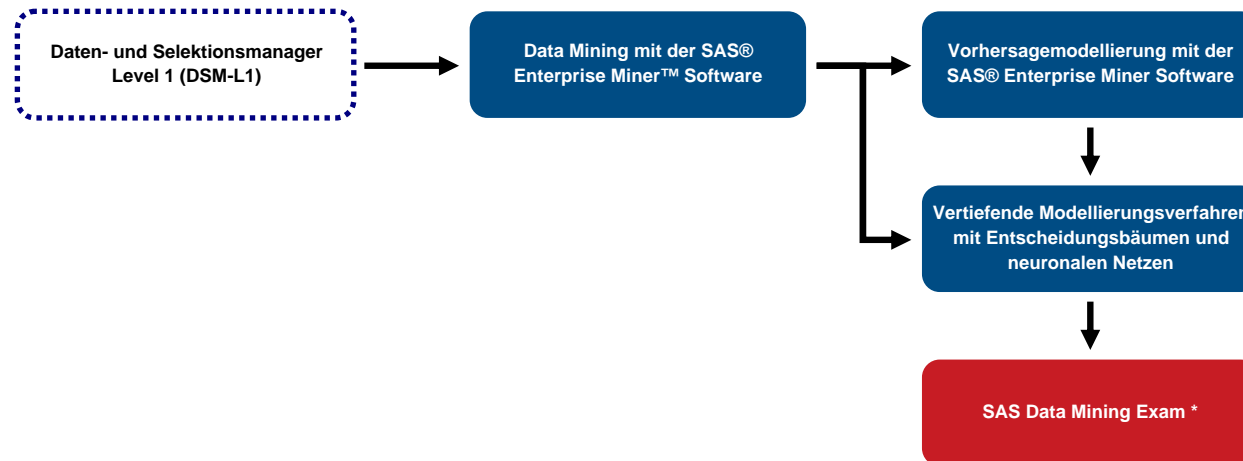 Daten- und Selektionsmanager
Level 1 (DSM-L1)
Data Mining mit der SAS®
Enterprise Miner™ Software
Vorhersagemodellierung mit der
SAS® Enterprise Miner Software
Vertiefende Modellierungsverfahren
mit Entscheidungsbäumen und
neuronalen Netzen
SAS Data Mining Exam *